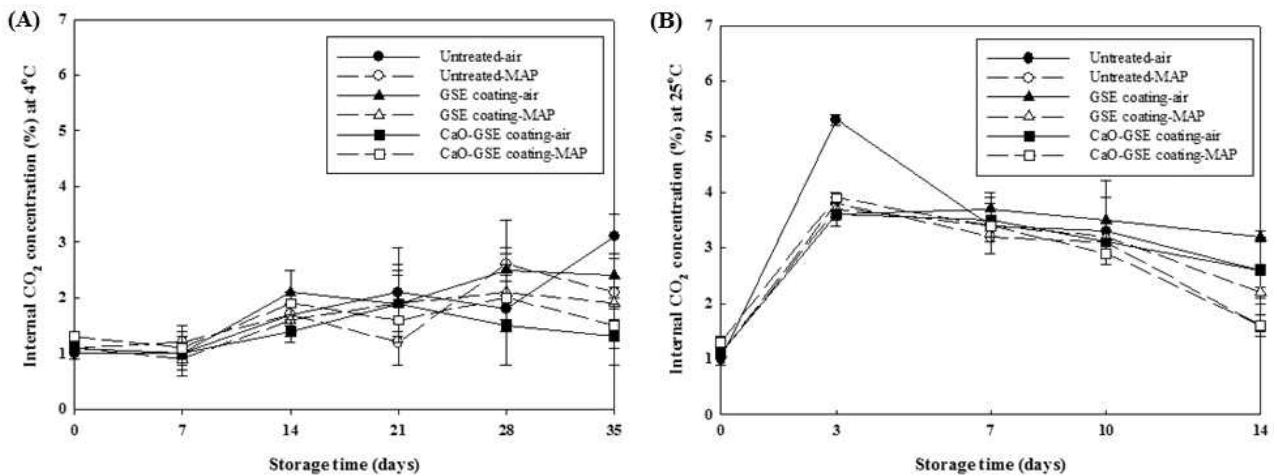 (A)
Internal CO2 concentration (%) at 4°C
7
6
5
4
3
2
1
0
Untreated-air
Untreated-MAP
GSE coating-air
GSE coating-MAP
CaO-GSE coating-air
CaO-GSE coating-MAP
0 7 14 21 28 35
Storage time (days)
(B)
Internal CO2 concentration (%) at 25°C
7
6
5
4
3
2
1
0
Untreated-air
Untreated-MAP
GSE coating-air
GSE coating-MAP
CaO-GSE coating-air
CaO-GSE coating-MAP
0 3 7 10 14
Storage time (days)